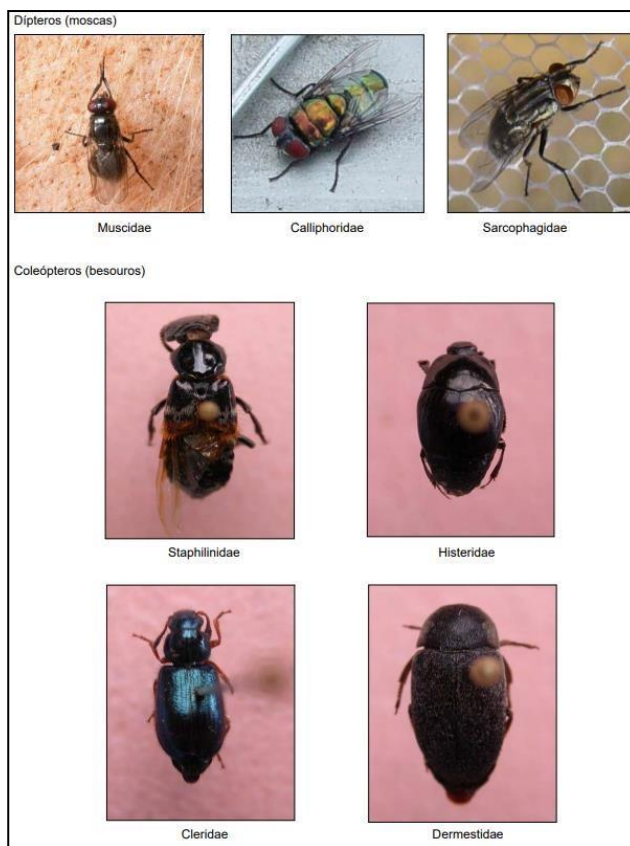 Dípteros (moscas)
Muscidae
Calliphoridae
Sarcophagidae
Coleópteros (besouros)
Staphilinidae
Histeridae
Cleridae
Dermestidae